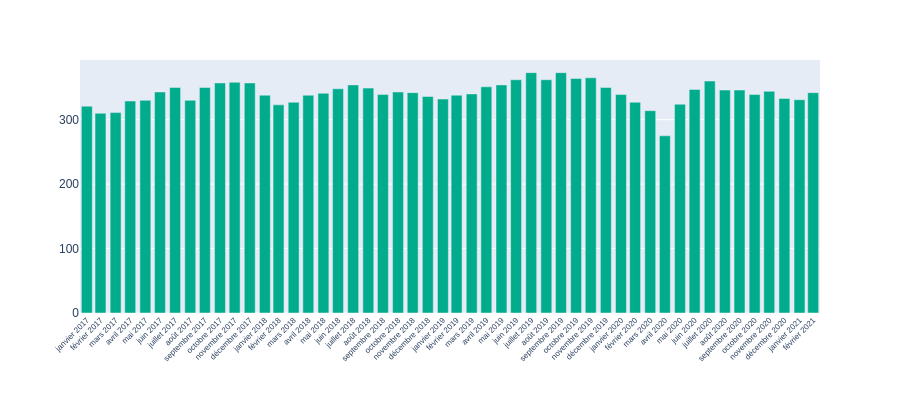 300
200
100
0
janvier 2017
février 2017
mars 2017
avril 2017
mai 2017
juin 2017
juillet 2017
août 2017
septembre 2017
octobre 2017
novembre 2017
décembre 2017
janvier 2018
février 2018
mars 2018
avril 2018
mai 2018
juin 2018
juillet 2018
août 2018
septembre 2018
octobre 2018
novembre 2018
décembre 2018
janvier 2019
février 2019
mars 2019
avril 2019
mai 2019
juin 2019
juillet 2019
août 2019
septembre 2019
octobre 2019
novembre 2019
décembre 2019
janvier 2020
février 2020
mars 2020
avril 2020
mai 2020
juin 2020
juillet 2020
août 2020
septembre 2020
octobre 2020
novembre 2020
décembre 2020
janvier 2021
février 2021